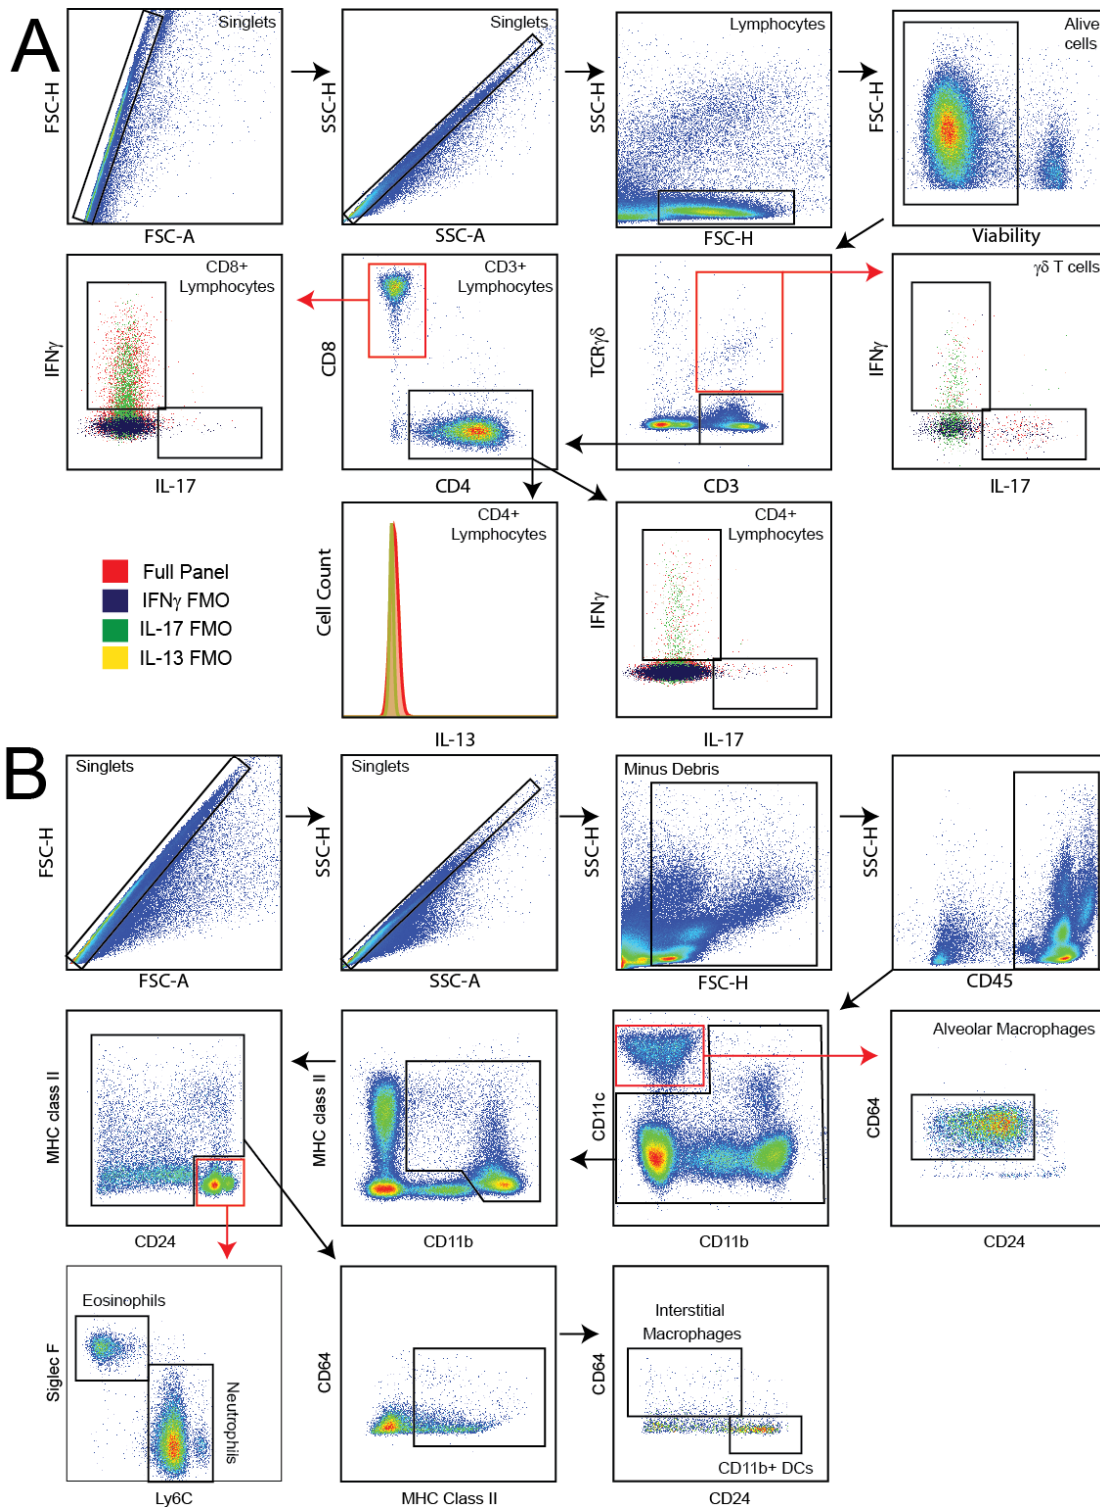 A
Singlets
FSC-H
FSC-A
Singlets
SSC-H
SSC-A
Lymphocytes
SSC-H
FSC-H
Alive
cells
FSC-H
Viability
CD8+
Lymphocytes
IFNγ
IL-17
CD3+
Lymphocytes
CD8
CD4
TCRγδ
CD3
γδ T cells
IFNγ
IL-17
Full Panel
IFNγ FMO
IL-17 FMO
IL-13 FMO
CD4+
Lymphocytes
Cell Count
IL-13
CD4+
Lymphocytes
IFNγ
IL-17
B
Singlets
FSC-H
FSC-A
Singlets
SSC-H
SSC-A
Minus Debris
SSC-H
FSC-H
SSC-H
CD45
MHC class II
CD24
MHC class II
CD11b
CD11c
CD11b
Alveolar Macrophages
CD64
CD24
Eosinophils
Neutrophils
Siglec F
Ly6C
CD64
MHC Class II
Interstitial
Macrophages
CD64
CD11b+ DCs
CD24